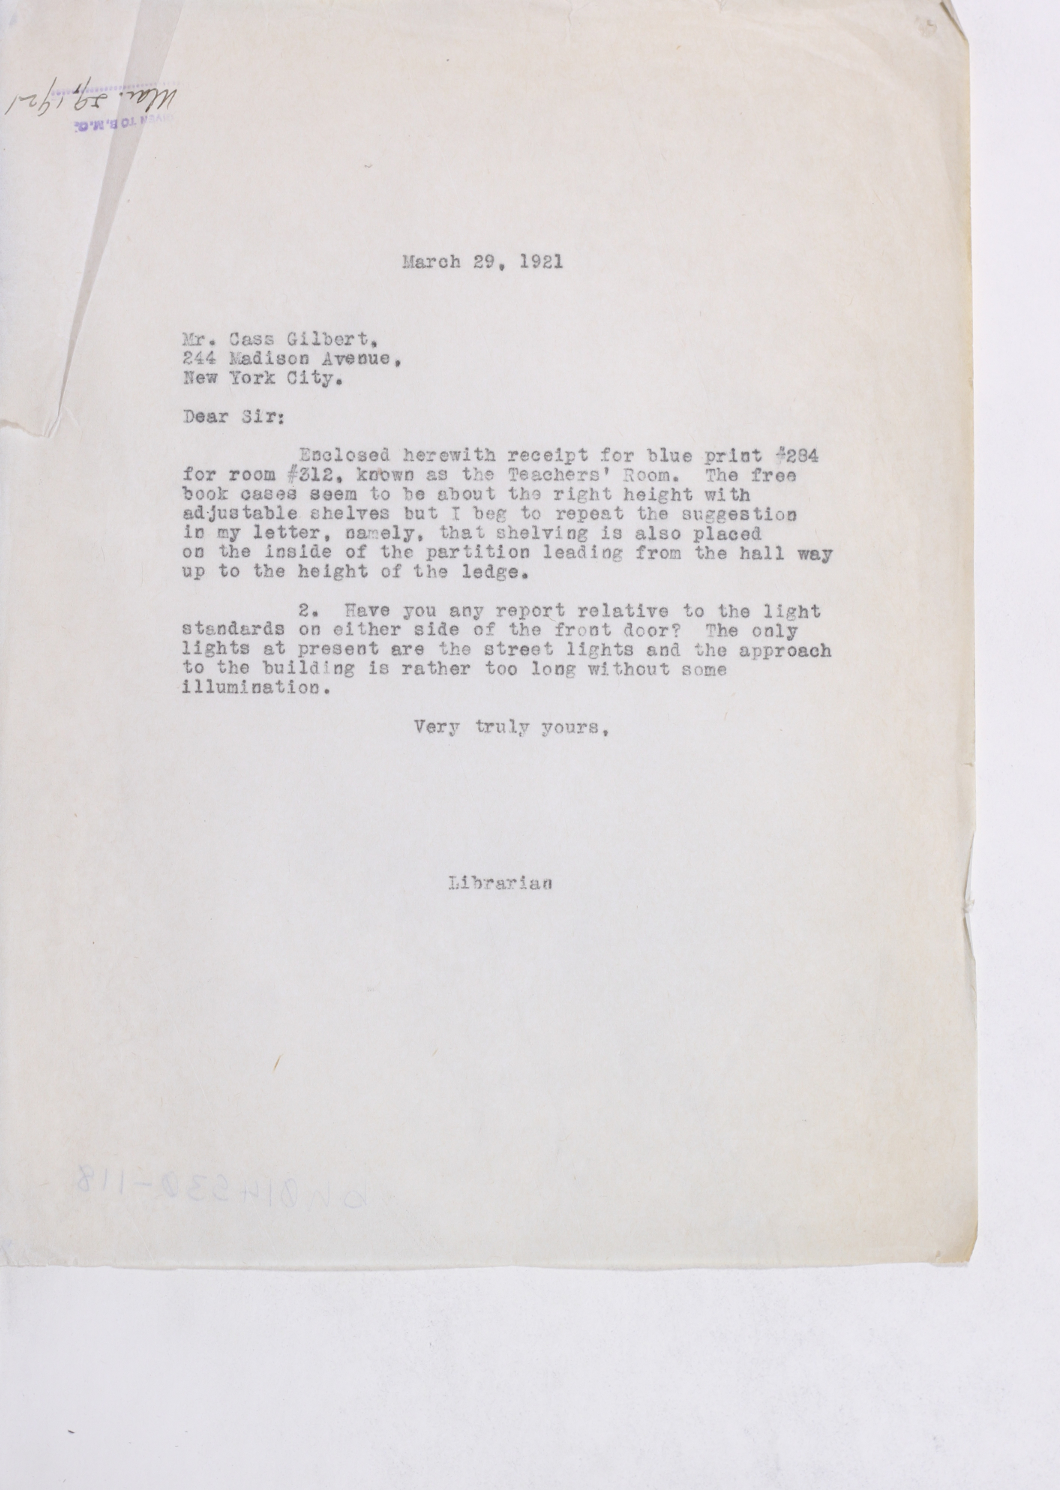 Mar. 29 1921
GIVEN TO B.M.C.
March 29, 1921
Mr. Cass Gilbert,
244 Madison Avenue,
New York City.
Dear Sir:
Enclosed herewith receipt for blue print #284
for room #312, known as the Teachers' Room. The free
book cases seem to be about the right height with
adjustable shelves but I beg to repeat the suggestion
in my letter, namely, that shelving is also placed
on the inside of the partition leading from the hall way
up to the height of the ledge.
2. Have you any report relative to the light
standards on either side of the front door? The only
lights at present are the street lights and the approach
to the building is rather too long without some
illumination.
Very truly yours,
Librarian